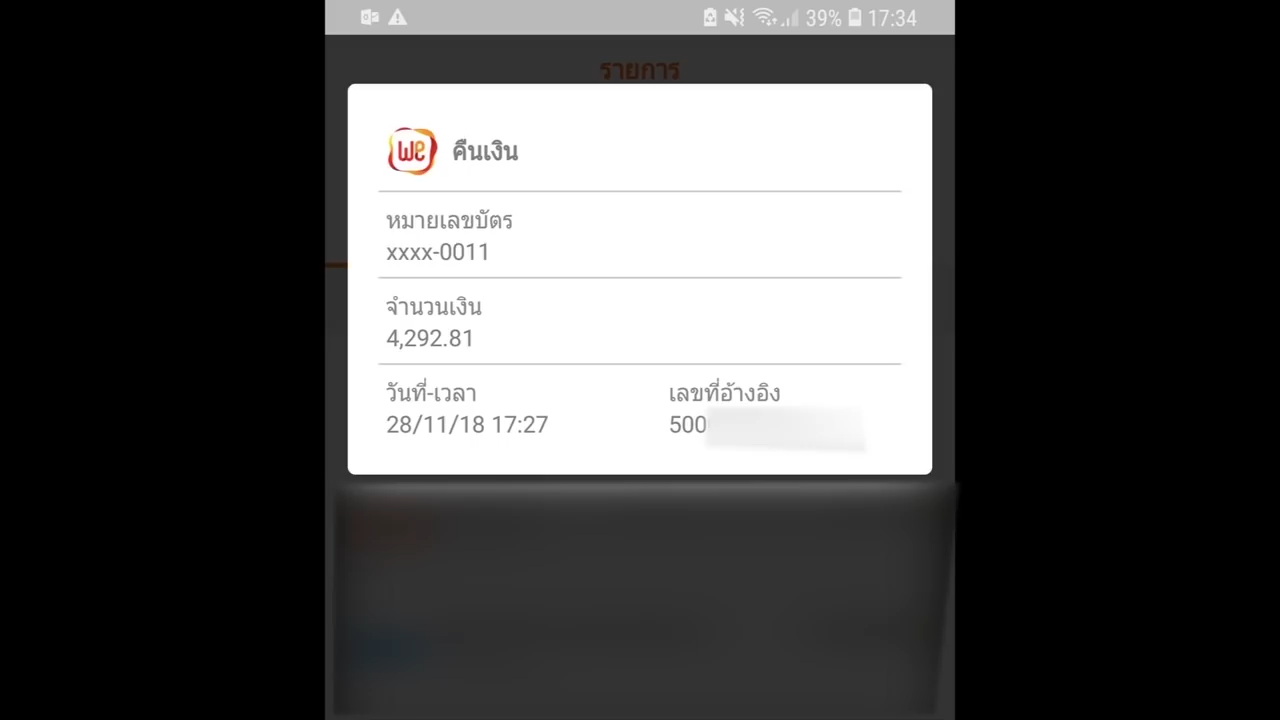 39% 17:34
รายการ
we คืนเงิน
หมายเลขบัตร
xxxx-0011
จำนวนเงิน
4,292.81
วันที่-เวลา เลขที่อ้างอิง
28/11/18 17:27 500